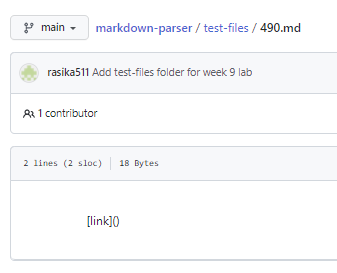 main
markdown-parser / test-files / 490.md
rasika511 Add test-files folder for week 9 lab
1 contributor
2 lines (2 sloc) 18 Bytes
[link]()